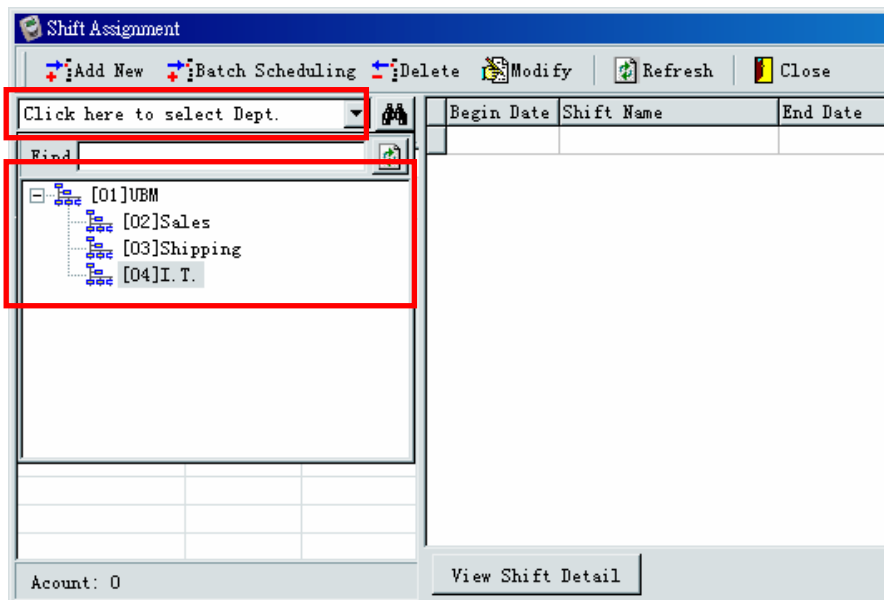 Shift Assignment
Add New Batch Scheduling Delete Modify Refresh Close
Click here to select Dept.
Begin Date Shift Name End Date
Find
[01]UBM
[02]Sales
[03]Shipping
[04]I.T.
Acount: 0
View Shift Detail